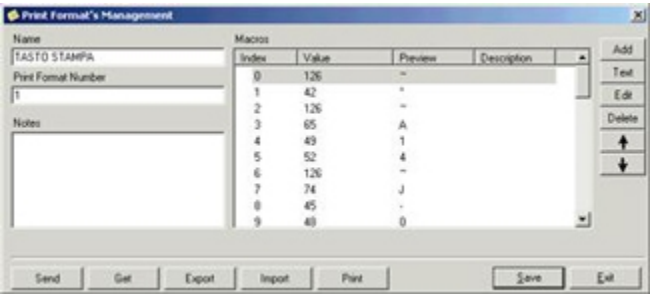 Print Format's Management
Name
TASTO STAMPA
Print Format Number
1
Notes
Macros
Index Value Preview Description
0 126 ~
1 42 *
2 126 ~
3 65 A
4 49 1
5 52 4
6 126 ~
7 74 J
8 45 -
9 48 0
Add
Text
Edit
Delete
Send Get Export Import Print Save Exit